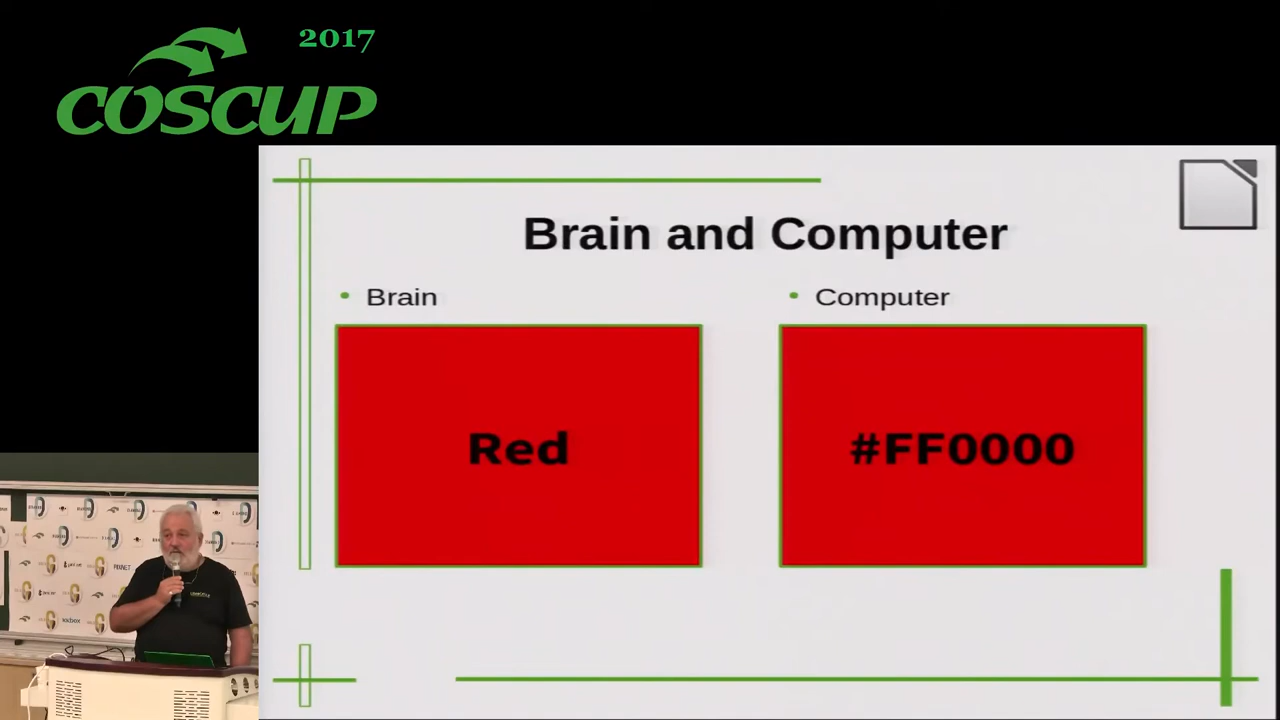 2017
COSCUP
Brain and Computer
• Brain
• Computer
Red
#FF0000